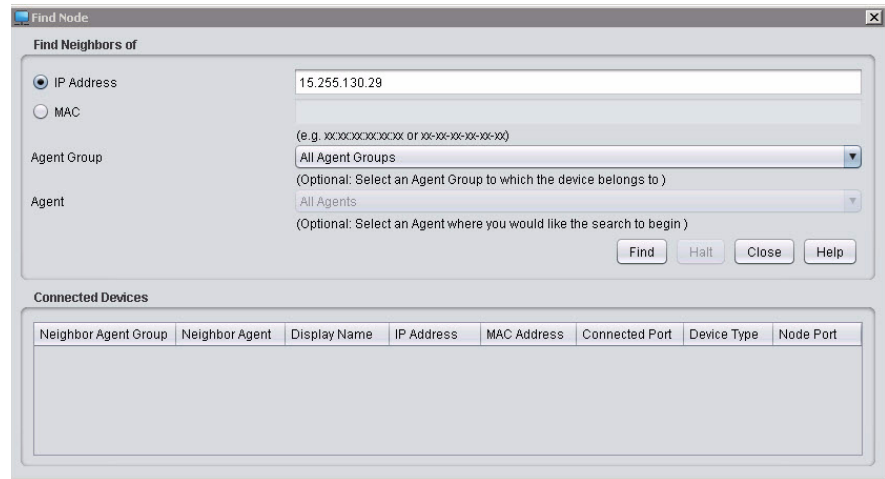 Find Node
Find Neighbors of
IP Address 15.255.130.29
MAC
(e.g. xx:xx:xx:xx:xx:xx or xx-xx-xx-xx-xx-xx)
Agent Group All Agent Groups
(Optional: Select an Agent Group to which the device belongs to )
Agent All Agents
(Optional: Select an Agent where you would like the search to begin )
Find Halt Close Help
Connected Devices
Neighbor Agent Group Neighbor Agent Display Name IP Address MAC Address Connected Port Device Type Node Port